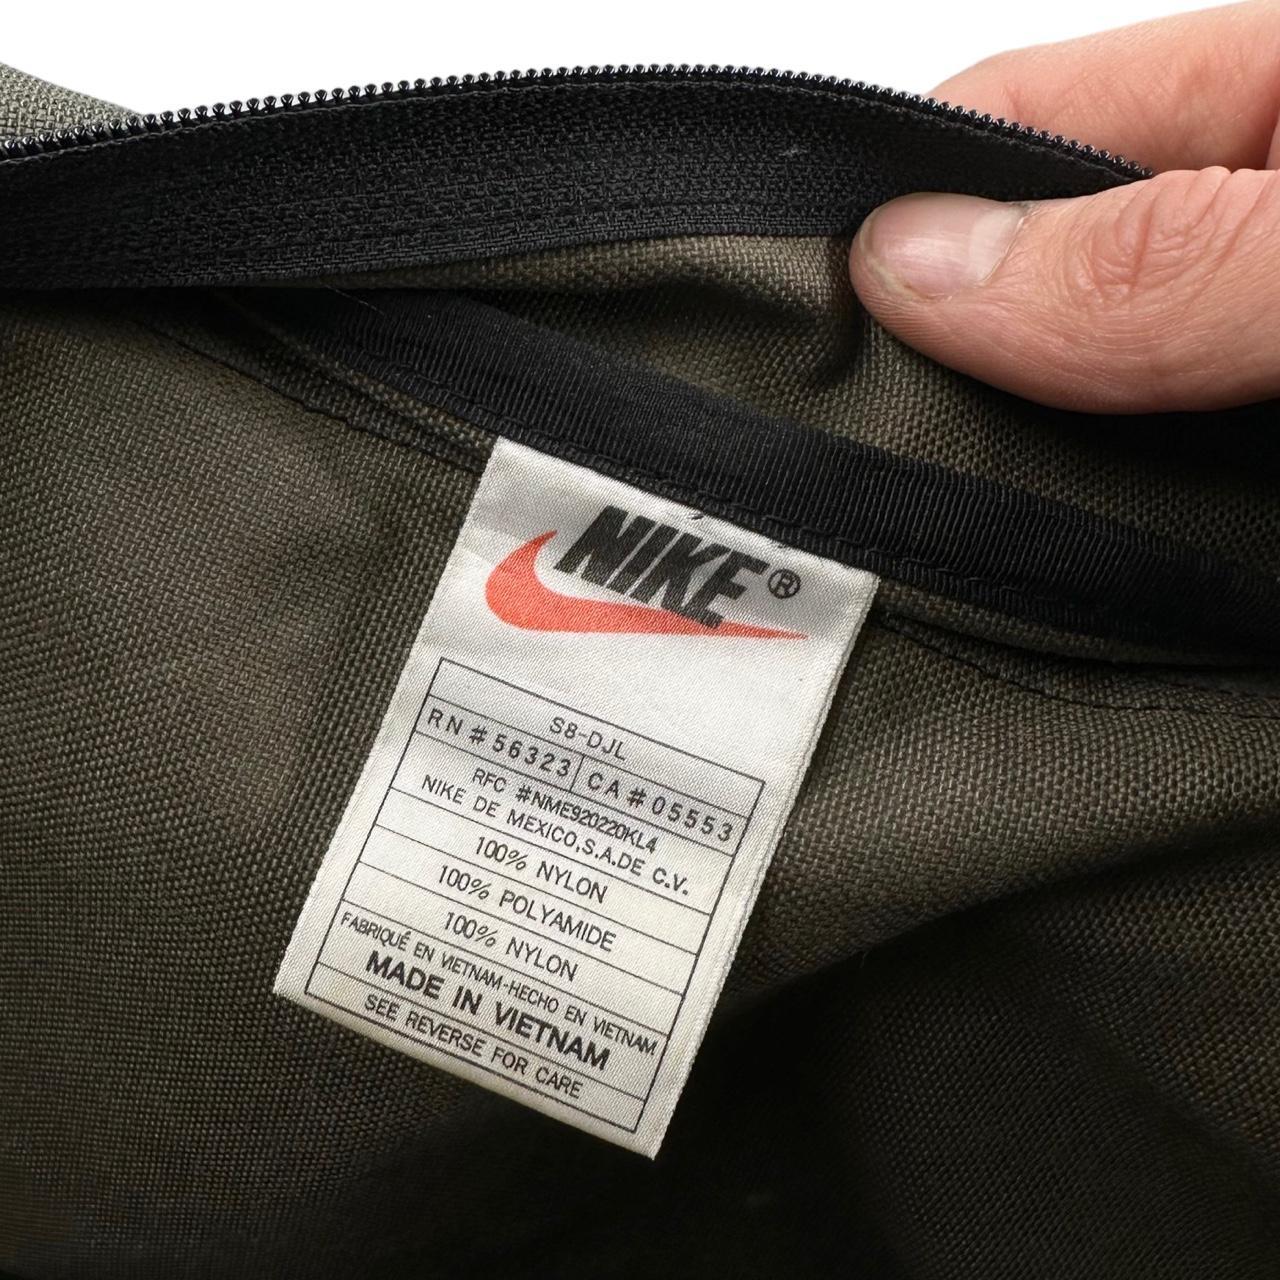 NIKE®
S8-DJL
RN#56323 CA#05553
RFC #NME920220KL4
NIKE DE MEXICO,S.A.DE C.V.
100% NYLON
100% POLYAMIDE
100% NYLON
FABRIQUÉ EN VIETNAM-HECHO EN VIETNAM
MADE IN VIETNAM
SEE REVERSE FOR CARE